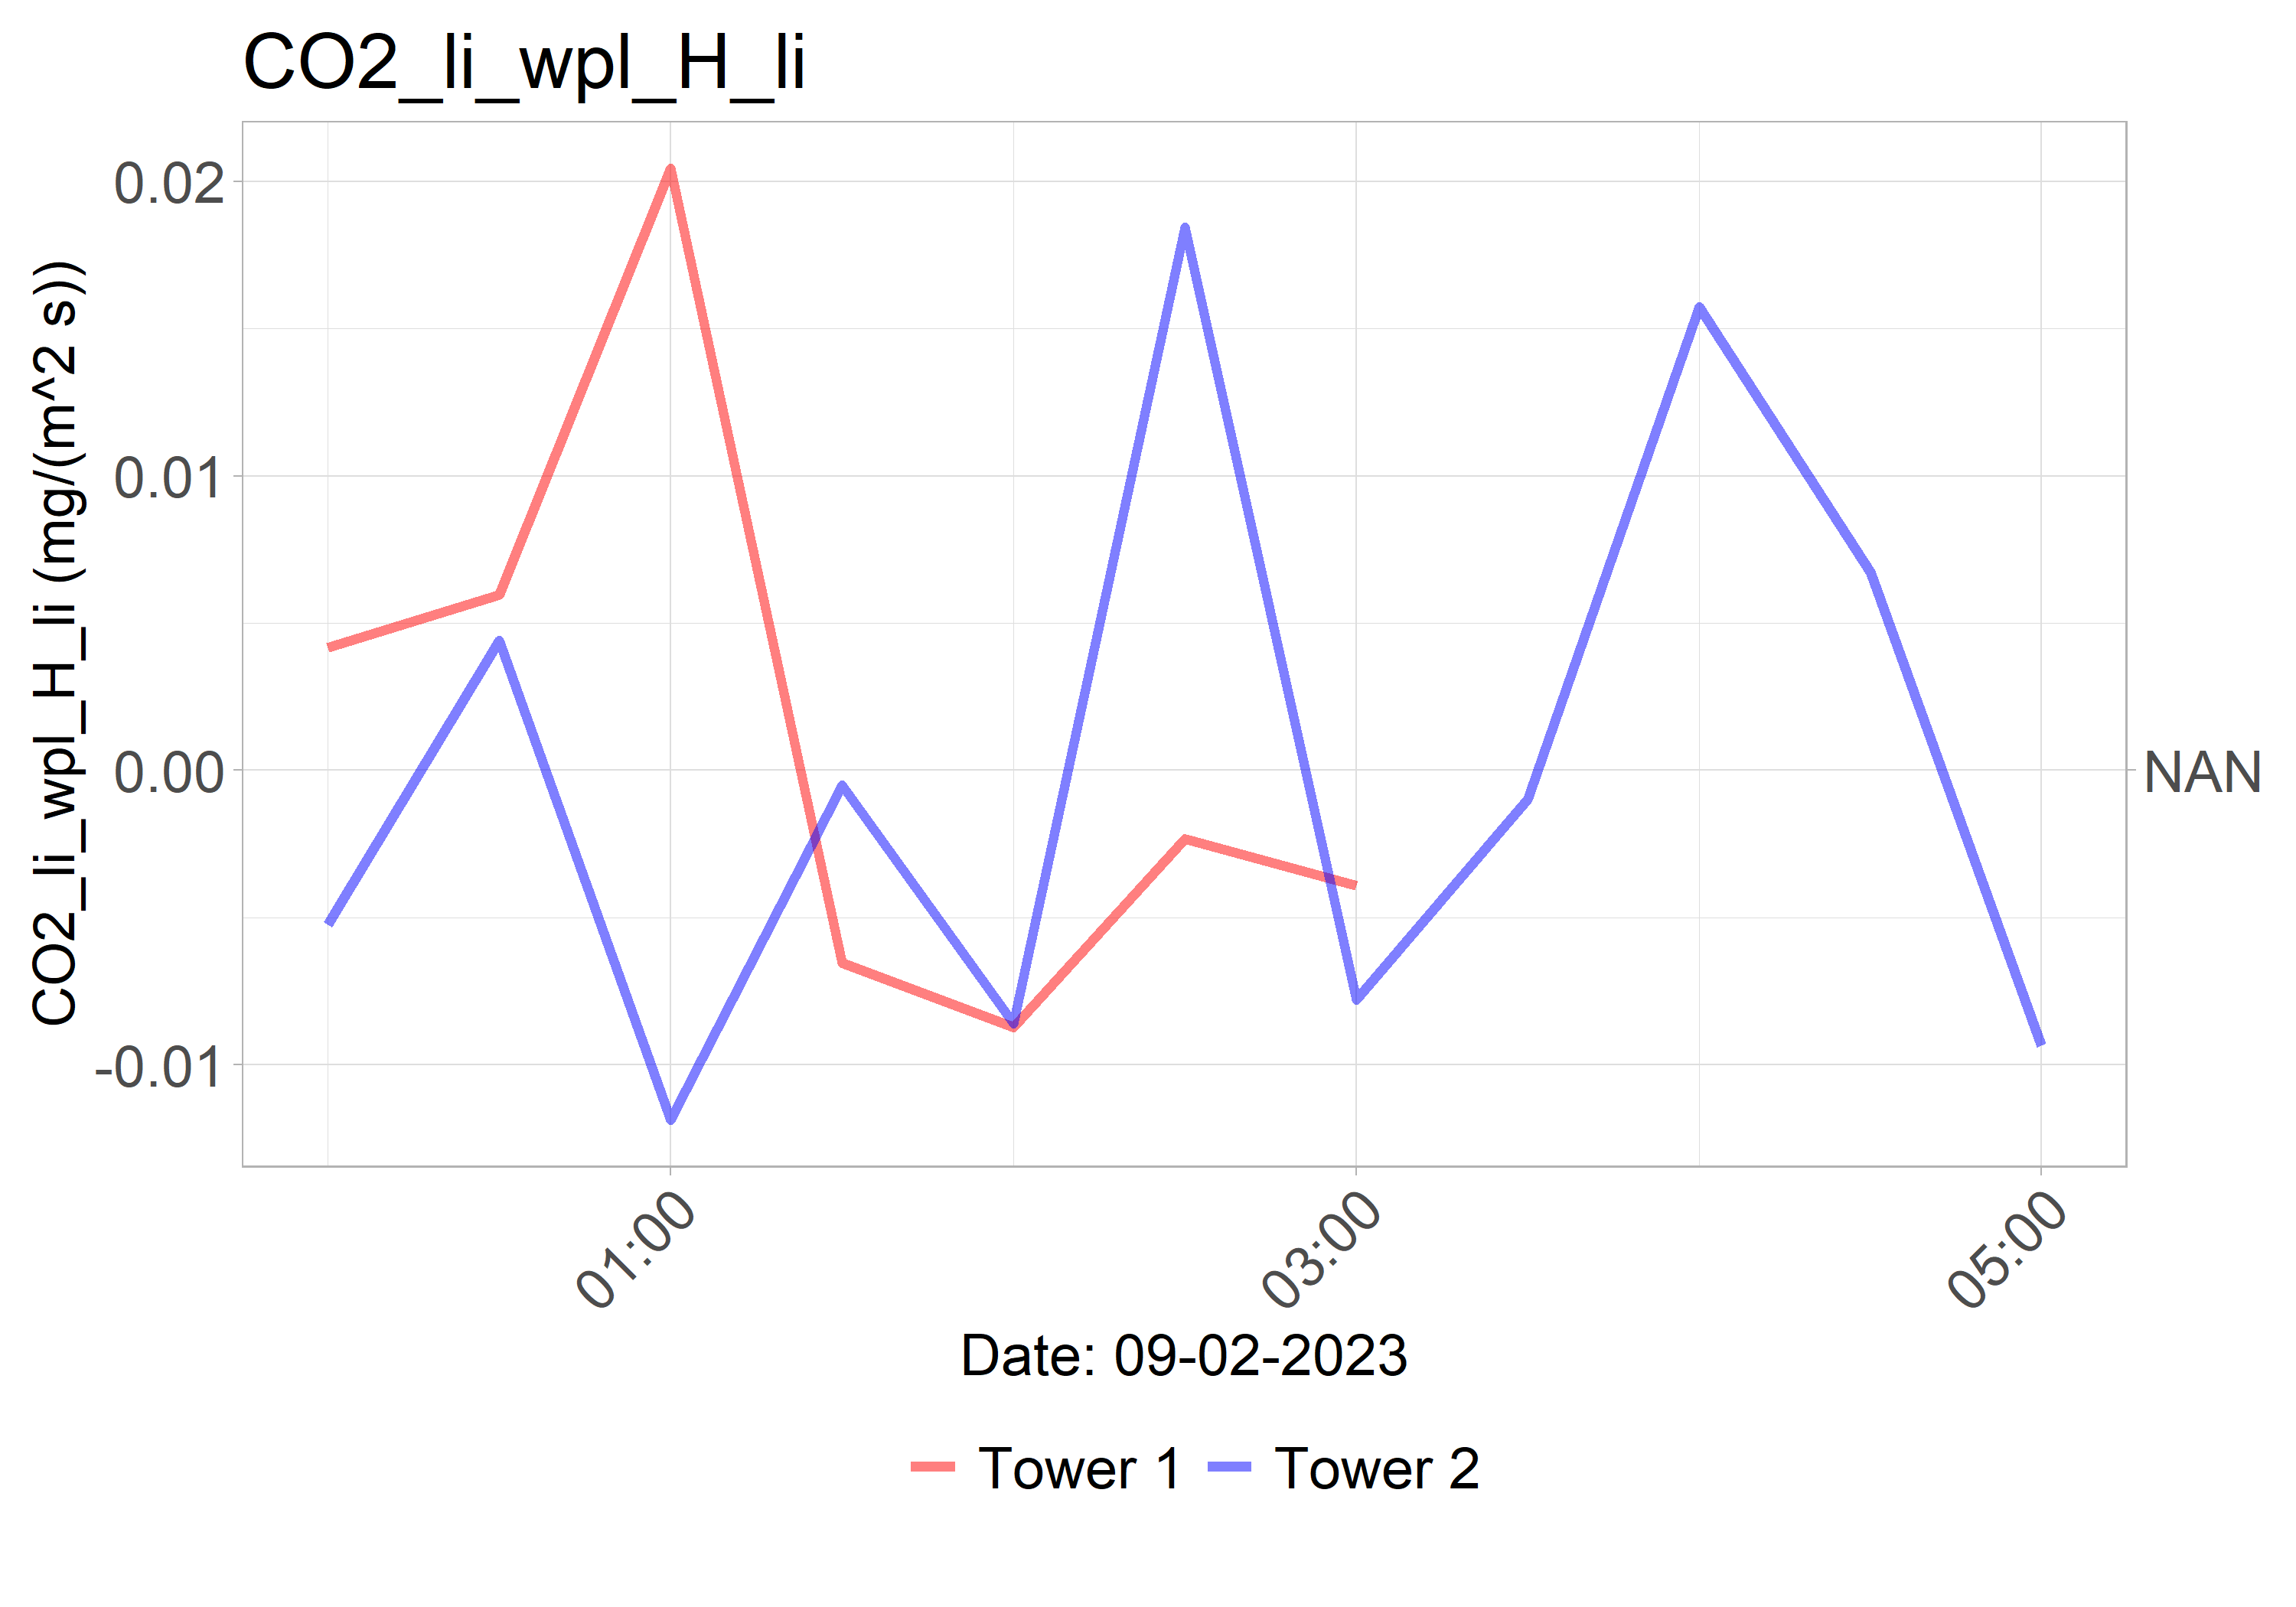 CO2_li_wpl_H_li
CO2_li_wpl_H_li (mg/(m^2 s))
0.02
0.01
0.00
-0.01
NAN
01:00
03:00
05:00
Date: 09-02-2023
Tower 1
Tower 2